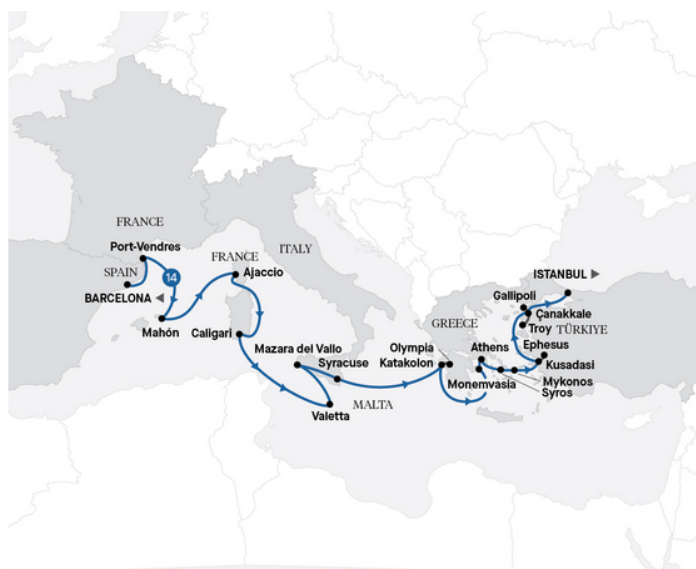 FRANCE
Port-Vendres
SPAIN
14
BARCELONA
Mahón
FRANCE
Ajaccio
ITALY
Caligari
Mazara del Vallo
Syracuse
Valetta
MALTA
Olympia
Katakolon
GREECE
Athens
Monemvasia
ISTANBUL
Gallipoli
Çanakkale
Troy
TÜRKIYE
Ephesus
Kusadasi
Mykonos
Syros